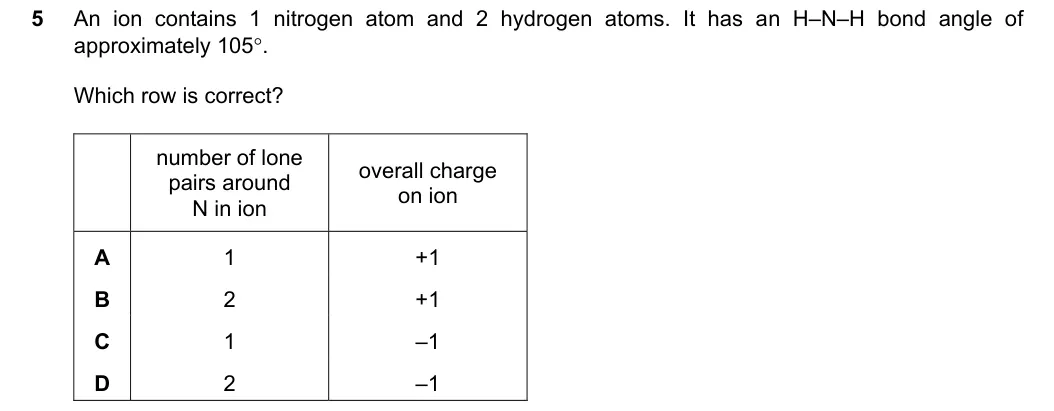 5 An ion contains 1 nitrogen atom and 2 hydrogen atoms. It has an H–N–H bond angle of
approximately 105°.
Which row is correct?
number of lone
pairs around
N in ion
overall charge
on ion
A 1 +1
B 2 +1
C 1 –1
D 2 –1